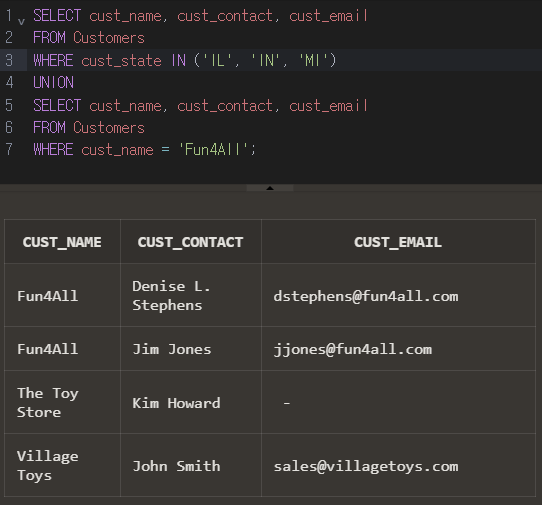 1 SELECT cust_name, cust_contact, cust_email
2 FROM Customers
3 WHERE cust_state IN ('IL', 'IN', 'MI')
4 UNION
5 SELECT cust_name, cust_contact, cust_email
6 FROM Customers
7 WHERE cust_name = 'Fun4All';
CUST_NAME CUST_CONTACT CUST_EMAIL
Fun4All Denise L. Stephens dstephens@fun4all.com
Fun4All Jim Jones jjones@fun4all.com
The Toy Store Kim Howard -
Village Toys John Smith sales@villagetoys.com